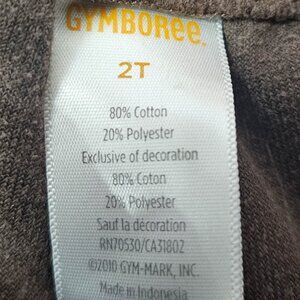 GYMBOREE
2T
80% Cotton
20% Polyester
Exclusive of decoration
80% Coton
20% Polyester
Sauf la décoration
RN70530/CA31802
©2010 GYM-MARK, INC.
Made in Indonesia